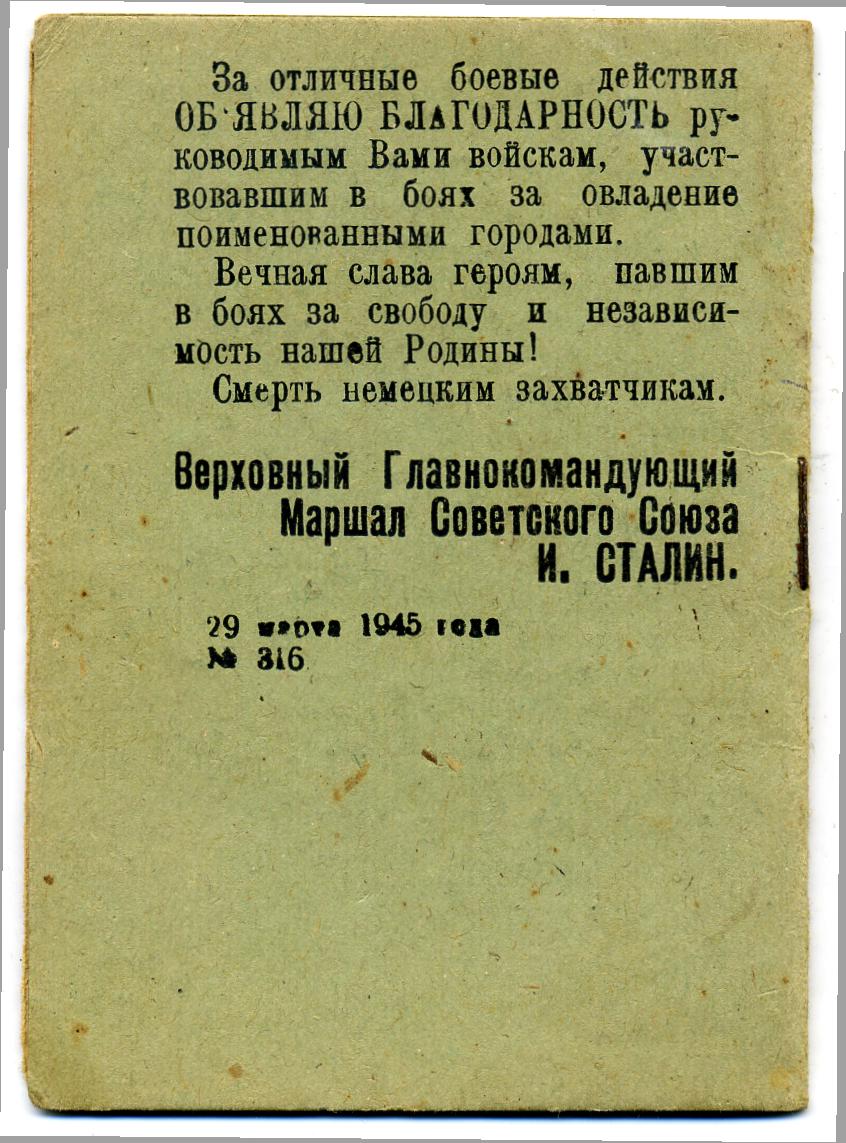 За отличные боевые действия
ОБ'ЯВЛЯЮ БЛАГОДАРНОСТЬ ру-
ководимым Вами войскам, участ-
вовавшим в боях за овладение
поименованными городами.
Вечная слава героям, павшим
в боях за свободу и независи-
мость нашей Родины!
Смерть немецким захватчикам.
Верховный Главнокомандующий
Маршал Советского Союза
И. СТАЛИН.
29 марта 1945 года
№ 316